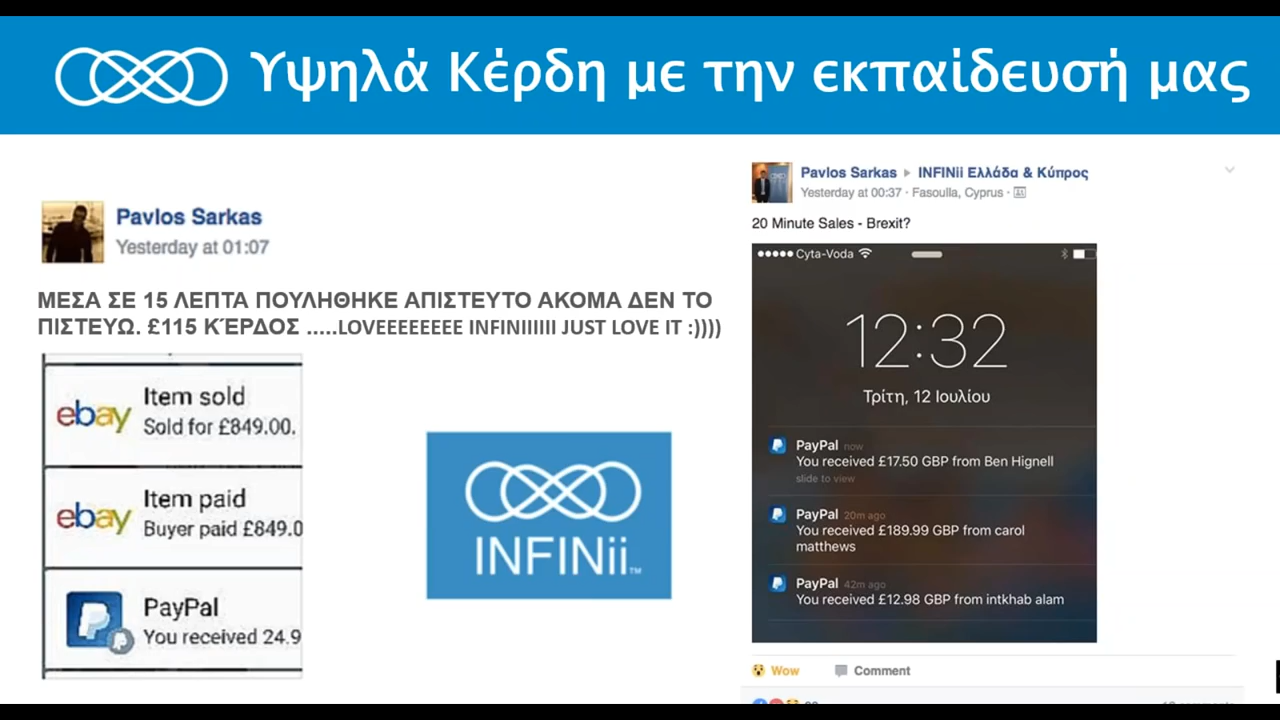 Υψηλά Κέρδη με την εκπαίδευσή μας
Pavlos Sarkas
Yesterday at 01:07
ΜΕΣΑ ΣΕ 15 ΛΕΠΤΑ ΠΟΥΛΗΘΗΚΕ ΑΠΙΣΤΕΥΤΟ ΑΚΟΜΑ ΔΕΝ ΤΟ
ΠΙΣΤΕΥΩ. £115 ΚΈΡΔΟΣ .....LOVEEEEEEEE INFINIIIIII JUST LOVE IT :))))
ebay
Item sold
Sold for £849.00.
ebay
Item paid
Buyer paid £849.0
PayPal
You received 24.9
INFINii™
Pavlos Sarkas ▸ INFINii Ελλάδα & Κύπρος
Yesterday at 00:37 · Fasoulla, Cyprus ·
20 Minute Sales - Brexit?
Cyta-Voda
12:32
Τρίτη, 12 Ιουλίου
PayPal now
You received £17.50 GBP from Ben Hignell
slide to view
PayPal 20m ago
You received £189.99 GBP from carol
matthews
PayPal 42m ago
You received £12.98 GBP from intkhab alam
Wow
Comment